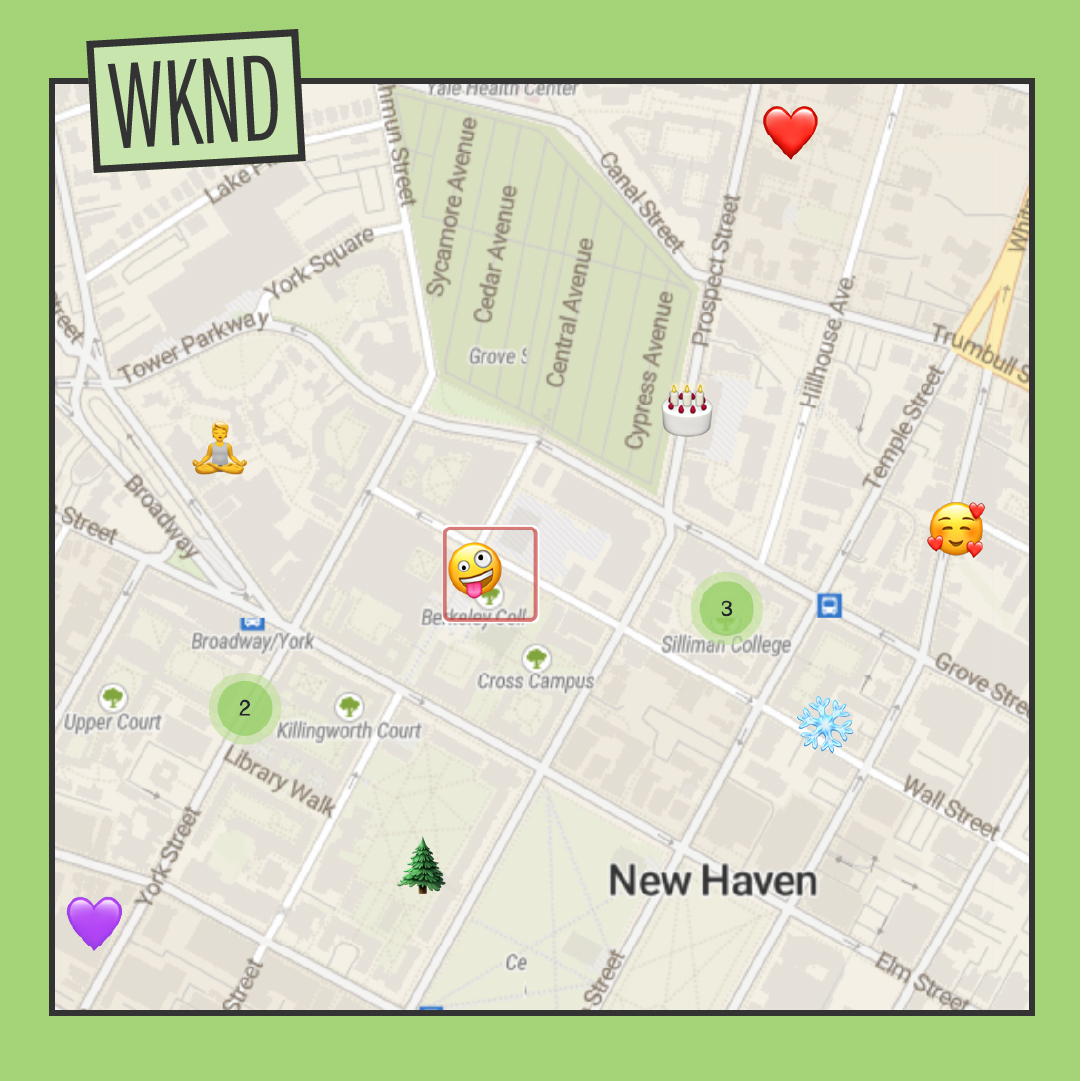 WKND
Yale Health Center
hmun Street
Lake Pl
Sycamore Avenue
Cedar Avenue
Canal Street
Prospect Street
Whitn
York Square
Central Avenue
Cypress Avenue
Hillhouse Ave.
Tower Parkway
treet
Grove S
Trumbull S
Temple Street
Broadway
Street
Berkeley Coll
3
Silliman College
Broadway/York
Cross Campus
Grove Stree
Upper Court
2
Killingworth Court
Library Walk
Wall Street
York Street
New Haven
Ce
Street
Street
Elm Street